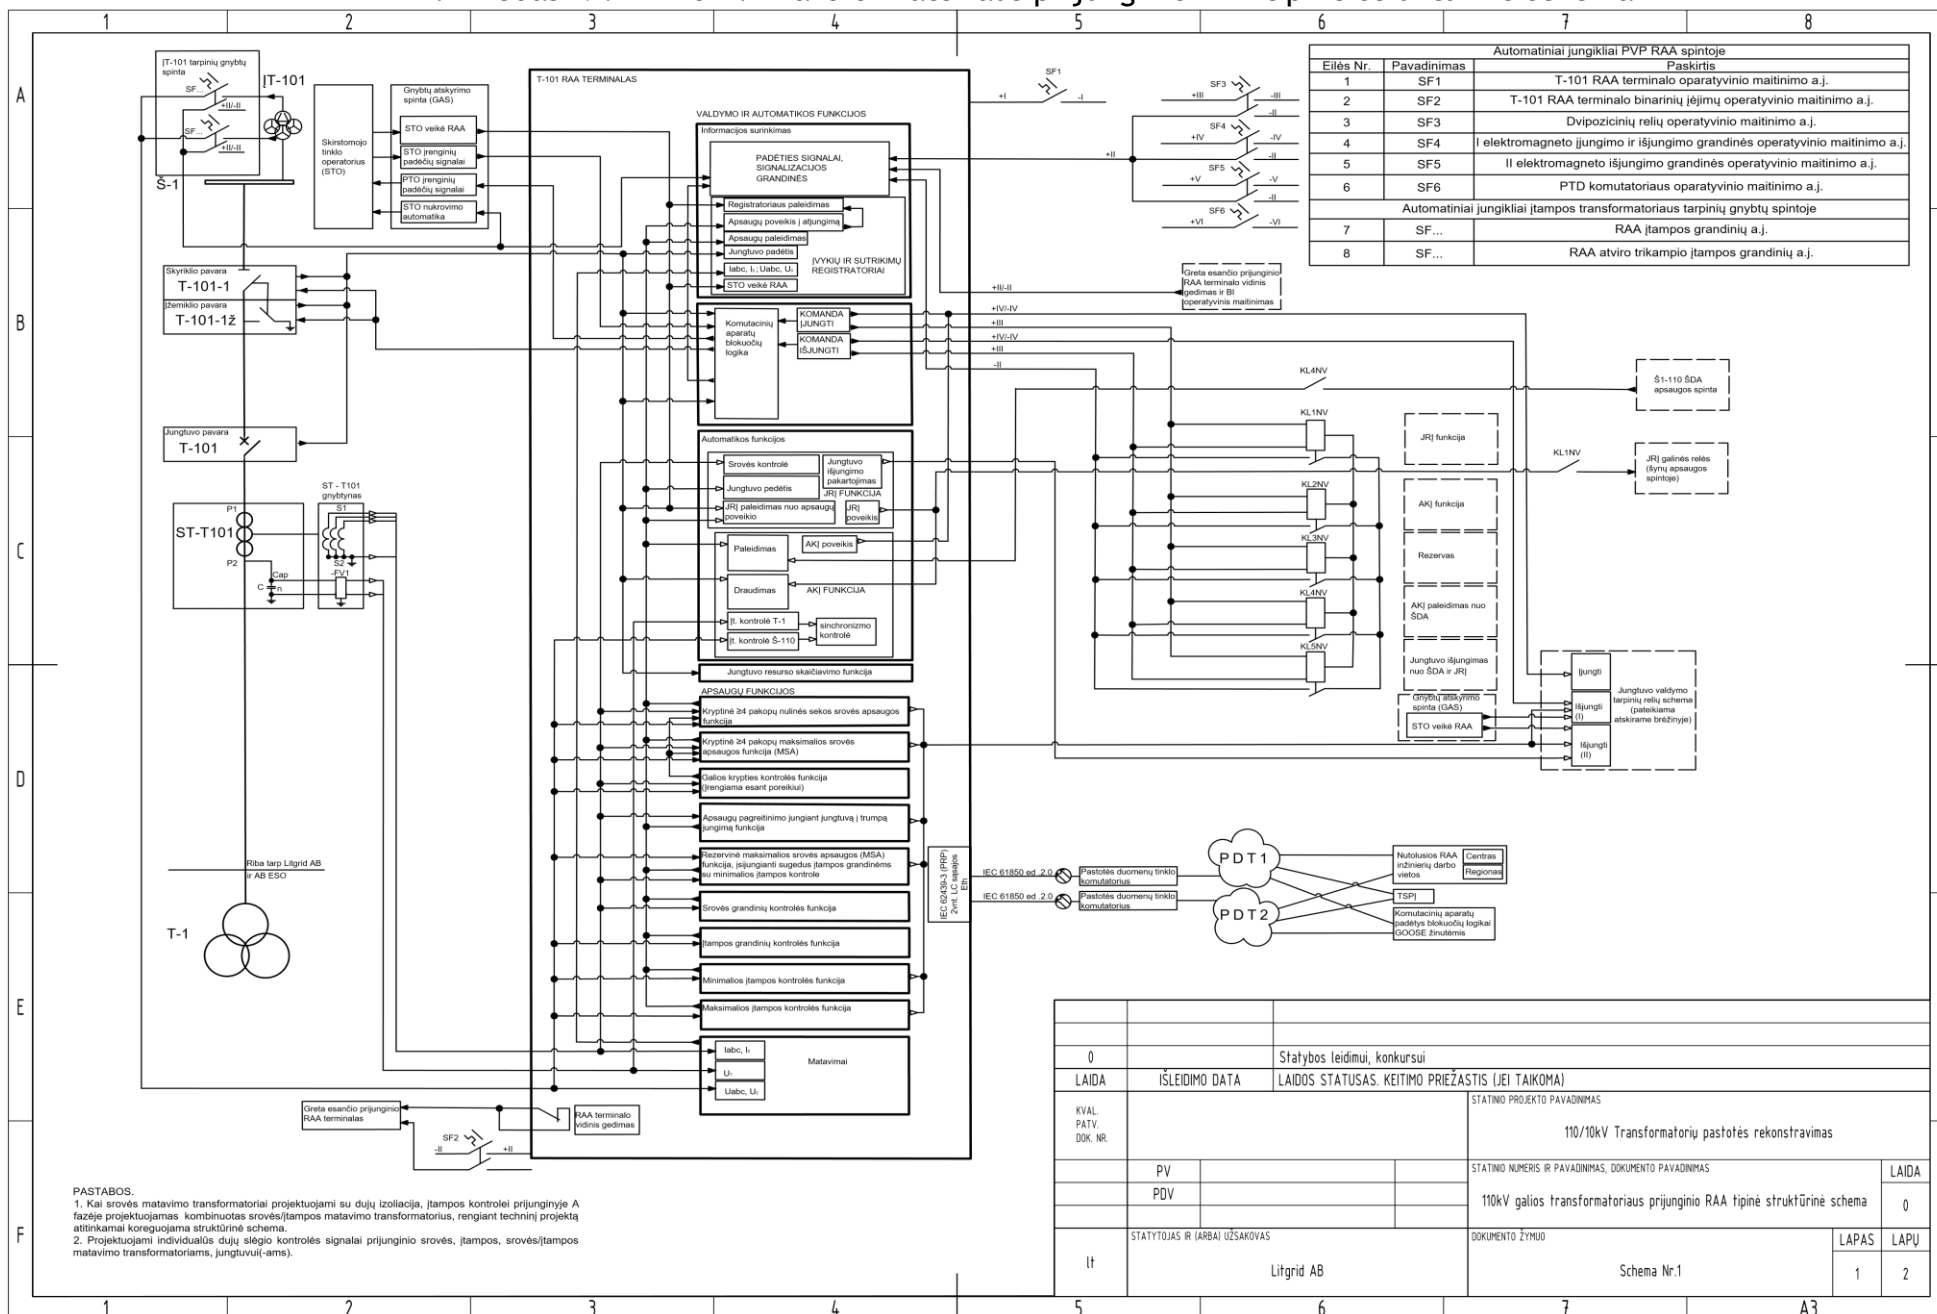 1 2 3 4 5 6 7 8
A
B
C
D
E
F
ĮT-101 tarpinių gnybtų
spinta
ĮT-101
SF...
+II/-II
SF...
+II/-II
Š-1
Skirstomojo
tinklo
operatorius
(STO)
Gnybtų atskyrimo
spinta (GAS)
STO veikė RAA
STO įrenginių
padėčių signalai
PTO įrenginių
padėčių signalai
STO nukrovimo
automatika
Skyriklio pavara
T-101-1
Įžemiklio pavara
T-101-1ž
Jungtuvo pavara
T-101
ST-T101
P1
P2
Cap
C
n
ST - T101
gnybtynas
S1
S2
-FV1
Riba tarp Litgrid AB
ir AB ESO
T-1
T-101 RAA TERMINALAS
VALDYMO IR AUTOMATIKOS FUNKCIJOS
Informacijos surinkimas
PADĖTIES SIGNALAI,
SIGNALIZACIJOS
GRANDINĖS
Registratoriaus paleidimas
Apsaugų poveikis į atjungimą
Apsaugų paleidimas
Jungtuvo padėtis
STO veikė RAA
ĮVYKIŲ IR SUTRIKIMŲ
REGISTRATORIAI
Komutacinių
aparatų
blokuočių
logika
KOMANDA
ĮJUNGTI
KOMANDA
IŠJUNGTI
Automatikos funkcijos
Srovės kontrolė
Jungtuvo
išjungimo
pakartojimas
Jungtuvo pedėtis
JRĮ FUNKCIJA
JRĮ paleidimas nuo apsaugų
poveikio
JRĮ
poveikis
Paleidimas
AKĮ poveikis
Draudimas
AKĮ FUNKCIJA
Įt. kontrolė T-1
Įt. kontrolė Š-110
sinchronizmo
kontrolė
Jungtuvo resurso skaičiavimo funkcija
APSAUGŲ FUNKCIJOS
Kryptinė ≥4 pakopų nulinės sekos srovės apsaugos
funkcija
Kryptinė ≥4 pakopų maksimalios srovės
apsaugos funkcija (MSA)
Galios krypties kontrolės funkcija
(Įrengiama esant poreikiui)
Apsaugų pagreitinimo jungiant jungtuvą į trumpą
jungimą funkcija
Rezervinė maksimalios srovės apsaugos (MSA)
funkcija, įsijungianti sugedus įtampos grandinėms
su minimalios įtampos kontrole
Srovės grandinių kontrolės funkcija
Įtampos grandinių kontrolės funkcija
Minimalios įtampos kontrolės funkcija
Maksimalios įtampos kontrolės funkcija
Matavimai
IEC 62439-3 (PRP)
2vnt. LC sąsajos
Eth
Greta esančio prijunginio
RAA terminalas
RAA terminalo
vidinis gedimas
SF2
-II
+II
SF1
+I
-I
SF3
+III
-III
-II
SF4
+IV
-IV
-II
SF5
+V
-V
-II
SF6
+VI
-VI
+II
Greta esančio prijunginio
RAA terminalo vidinis
gedimas ir BI
operatyvinis maitinimas
+II/-II
+IV/-IV
+III
+IV/-IV
+III
-II
KL4NV
Š1-110 ŠDA
apsaugos spinta
KL1NV
JRĮ funkcija
KL1NV
JRĮ galinės relės
(šynų apsaugos
spintoje)
KL2NV
AKĮ funkcija
KL3NV
Rezervas
KL4NV
AKĮ paleidimas nuo
ŠDA
KL5NV
Jungtuvo išjungimas
nuo ŠDA ir JRĮ
Gnybtų atskyrimo
spinta (GAS)
STO veikė RAA
Įjungti
Išjungti
(I)
Išjungti
(II)
Jungtuvo valdymo
tarpinių relių schema
(pateikiama
atskirame brėžinyje)
IEC 61850 ed .2.0
Pastotės duomenų tinklo
komutatorius
IEC 61850 ed .2.0
Pastotės duomenų tinklo
komutatorius
PDT1
PDT2
Nutolusios RAA
inžinierių darbo
vietos
Centras
Regionas
TSPĮ
Komutacinių aparatų
padėtys blokuočių logikai
GOOSE žinutėmis
Automatiniai jungikliai PVP RAA spintoje
Eilės Nr. Pavadinimas Paskirtis
1 SF1 T-101 RAA terminalo oparatyvinio maitinimo a.j.
2 SF2 T-101 RAA terminalo binarinių įėjimų operatyvinio maitinimo a.j.
3 SF3 Dvipozicinių relių operatyvinio maitinimo a.j.
4 SF4 I elektromagneto įjungimo ir išjungimo grandinės operatyvinio maitinimo a.j.
5 SF5 II elektromagneto išjungimo grandinės operatyvinio maitinimo a.j.
6 SF6 PTD komutatoriaus oparatyvinio maitinimo a.j.
Automatiniai jungikliai įtampos transformatoriaus tarpinių gnybtų spintoje
7 SF... RAA įtampos grandinių a.j.
8 SF... RAA atviro trikampio įtampos grandinių a.j.
PASTABOS.
1. Kai srovės matavimo transformatoriai projektuojami su dujų izoliacija, įtampos kontrolei prijunginyje A
fazėje projektuojamas kombinuotas srovės/įtampos matavimo transformatorius, rengiant techninį projektą
atitinkamai koreguojama struktūrinė schema.
2. Projektuojami individualūs dujų slėgio kontrolės signalai prijunginio srovės, įtampos, srovės/įtampos
matavimo transformatoriams, jungtuvui(-ams).
0 Statybos leidimui, konkursui
LAIDA IŠLEIDIMO DATA LAIDOS STATUSAS. KEITIMO PRIEŽASTIS (JEI TAIKOMA)
KVAL.
PATV.
DOK. NR.
STATINIO PROJEKTO PAVADINIMAS
110/10kV Transformatorių pastotės rekonstravimas
PV
PDV
STATINIO NUMERIS IR PAVADINIMAS, DOKUMENTO PAVADINIMAS
LAIDA
110kV galios transformatoriaus prijunginio RAA tipinė struktūrinė schema
0
lt
STATYTOJAS IR (ARBA) UŽSAKOVAS
Litgrid AB
DOKUMENTO ŽYMUO
Schema Nr.1
LAPAS LAPŲ
1 2
1 2 3 4 5 6 7 A3